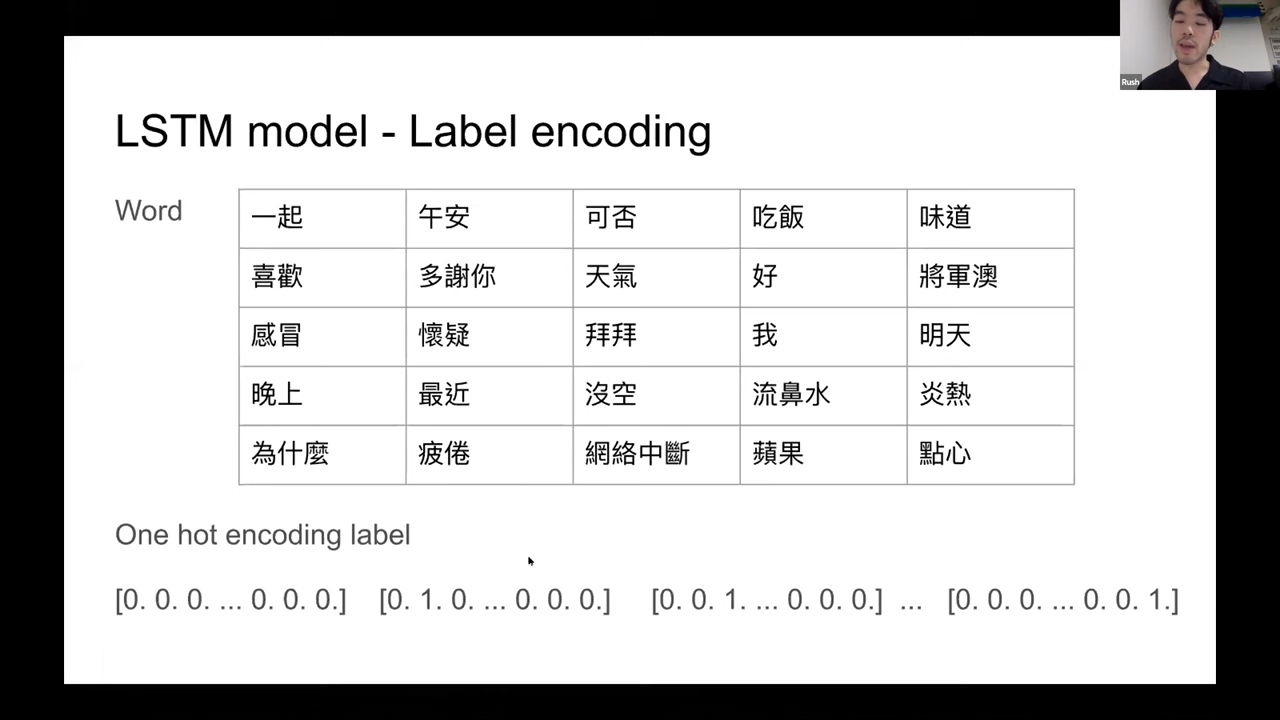 Rush
LSTM model - Label encoding
Word
一起 午安 可否 吃飯 味道
喜歡 多謝你 天氣 好 將軍澳
感冒 懷疑 拜拜 我 明天
晚上 最近 沒空 流鼻水 炎熱
為什麼 疲倦 網絡中斷 蘋果 點心
One hot encoding label
[0. 0. 0. ... 0. 0. 0.] [0. 1. 0. ... 0. 0. 0.] [0. 0. 1. ... 0. 0. 0.] ... [0. 0. 0. ... 0. 0. 1.]